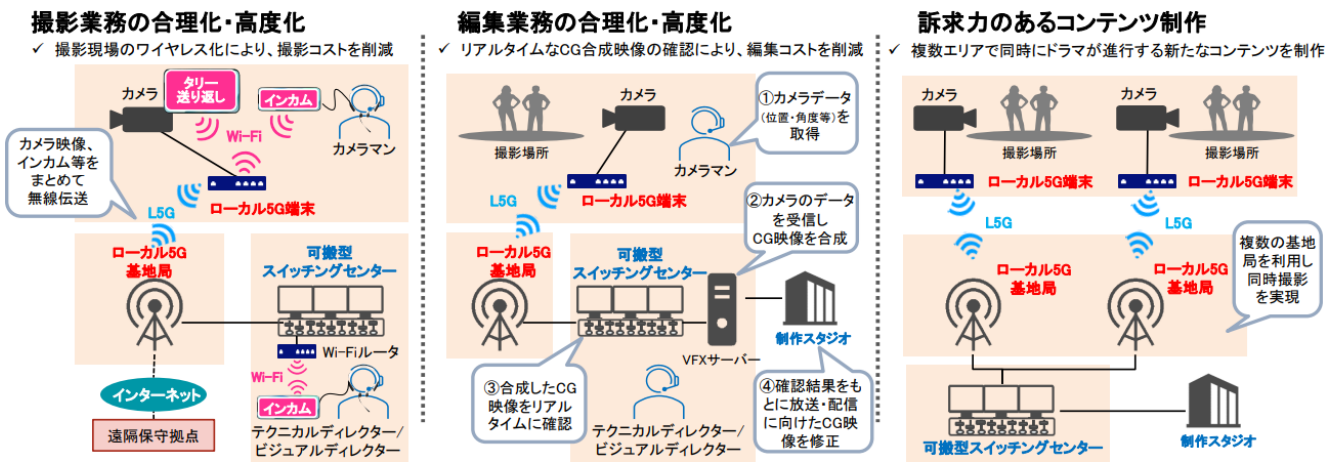 撮影業務の合理化・高度化
✓ 撮影現場のワイヤレス化により、撮影コストを削減
カメラ
タリー
送り返し
インカム
Wi-Fi
カメラマン
カメラ映像、
インカム等を
まとめて
無線伝送
ローカル5G端末
L5G
ローカル5G
基地局
可搬型
スイッチングセンター
Wi-Fiルータ
Wi-Fi
インカム
インターネット
遠隔保守拠点
テクニカルディレクター/
ビジュアルディレクター
編集業務の合理化・高度化
✓ リアルタイムなCG合成映像の確認により、編集コストを削減
カメラ
①カメラデータ
(位置・角度等)を
取得
撮影場所
カメラマン
ローカル5G端末
L5G
②カメラのデータ
を受信し
CG映像を合成
ローカル5G
基地局
可搬型
スイッチングセンター
VFXサーバー
制作スタジオ
③合成したCG
映像をリアル
タイムに確認
④確認結果をも
とに放送・配信
に向けたCG映
像を修正
テクニカルディレクター/
ビジュアルディレクター
訴求力のあるコンテンツ制作
✓ 複数エリアで同時にドラマが進行する新たなコンテンツを制作
カメラ
カメラ
撮影場所
撮影場所
ローカル5G端末
ローカル5G端末
L5G
L5G
複数の基地
局を利用し
同時撮影
を実現
ローカル5G
基地局
ローカル5G
基地局
可搬型スイッチングセンター
制作スタジオ